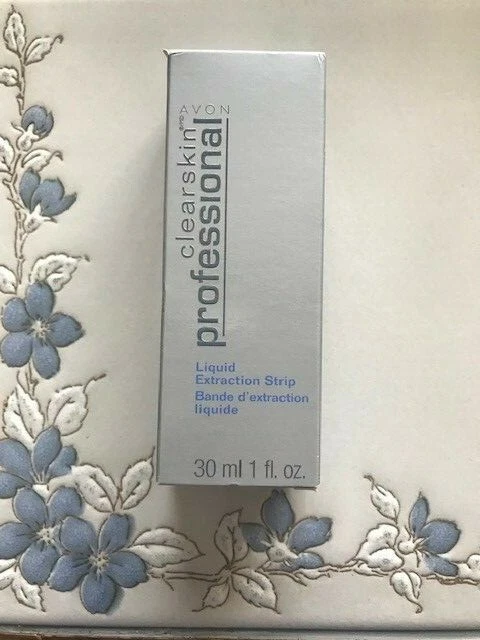 AVON
clearskin®
professional
Liquid
Extraction Strip
Bande d'extraction
liquide
30 ml 1 fl. oz.